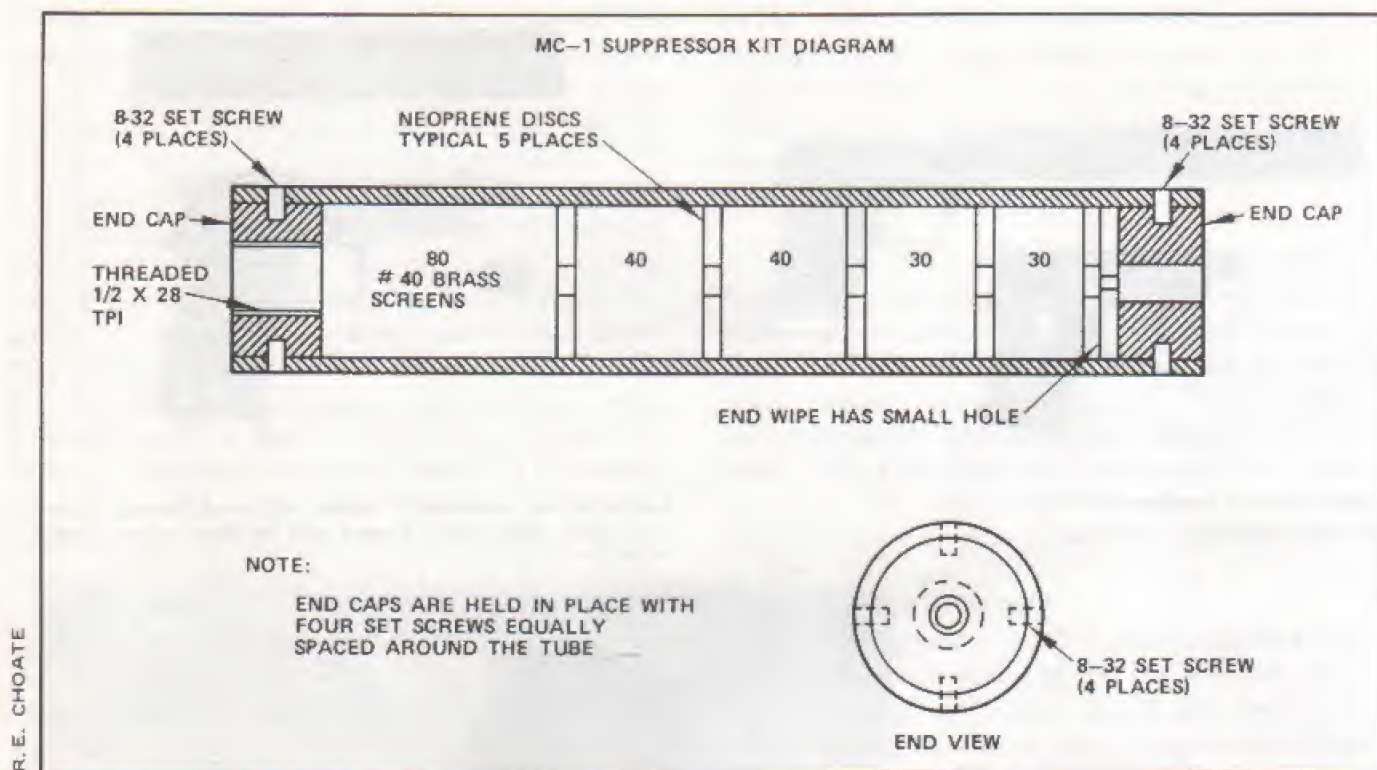 MC–1 SUPPRESSOR KIT DIAGRAM
8-32 SET SCREW
(4 PLACES)
NEOPRENE DISCS
TYPICAL 5 PLACES
8–32 SET SCREW
(4 PLACES)
END CAP
END CAP
THREADED
1/2 X 28
TPI
80
# 40 BRASS
SCREENS
40
40
30
30
END WIPE HAS SMALL HOLE
NOTE:
END CAPS ARE HELD IN PLACE WITH
FOUR SET SCREWS EQUALLY
SPACED AROUND THE TUBE
8–32 SET SCREW
(4 PLACES)
END VIEW
R. E. CHOATE